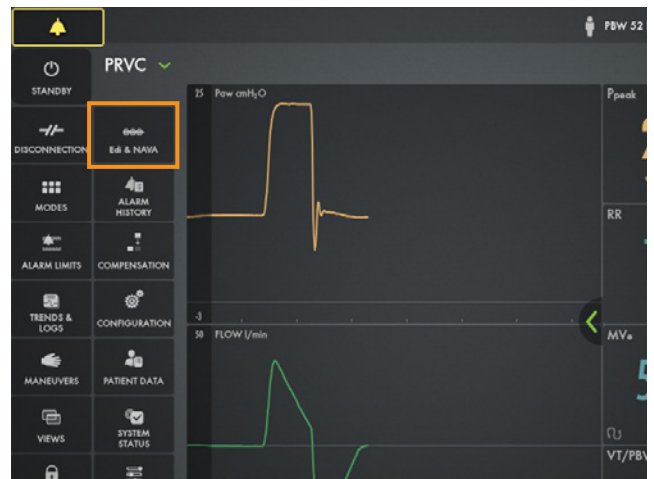 PBW 52
PRVC
STANDBY
25 Paw cmH₂O
Ppeak
DISCONNECTION
Edi & NAVA
MODES
ALARM
HISTORY
RR
ALARM LIMITS
COMPENSATION
TRENDS &
LOGS
CONFIGURATION
-3
50 FLOW l/min
MVe
MANEUVERS
PATIENT DATA
5
VIEWS
SYSTEM
STATUS
VT/PBW